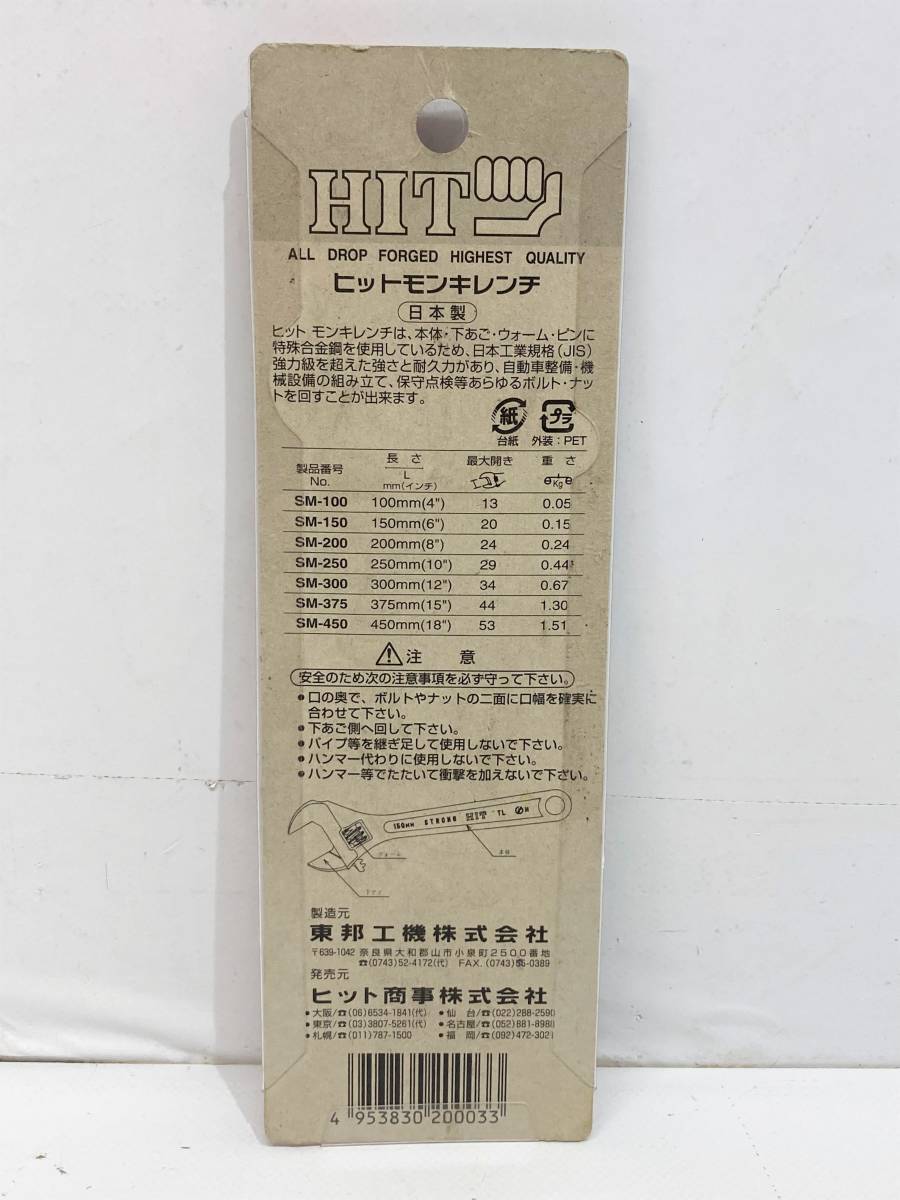 HIT
ALL DROP FORGED HIGHEST QUALITY
ヒットモンキレンチ
日本製
ヒット モンキレンチは、本体・下あご・ウォーム・ピンに
特殊合金鋼を使用しているため、日本工業規格(JIS)
強力級を超えた強さと耐久力があり、自動車整備・機
械設備の組み立て、保守点検等あらゆるボルト・ナッ
トを回すことが出来ます。
紙 プラ
台紙 外装:PET
製品番号 長さ 最大開き 重さ
No. L Kg
mm(インチ)
SM-100 100mm(4") 13 0.05
SM-150 150mm(6") 20 0.15
SM-200 200mm(8") 24 0.24
SM-250 250mm(10") 29 0.44
SM-300 300mm(12") 34 0.67
SM-375 375mm(15") 44 1.30
SM-450 450mm(18") 53 1.51
注 意
安全のため次の注意事項を必ず守って下さい。
●口の奥で、ボルトやナットの二面に口幅を確実に
合わせて下さい。
●下あご側へ回して下さい。
●パイプ等を継ぎ足して使用しないで下さい。
●ハンマー代わりに使用しないで下さい。
●ハンマー等でたたいて衝撃を加えないで下さい。
150MM STRONG TL H
ウォーム
本体
下アゴ
製造元
東邦工機株式会社
〒639-1042 奈良県大和郡山市小泉町2500番地
☎(0743)52-4172(代) FAX.(0743)56-0389
発売元
ヒット商事株式会社
●大阪/☎(06)6534-1841(代) ●仙 台/☎(022)288-2590
●東京/☎(03)3807-5261(代) ●名古屋/☎(052)881-8981
●札幌/☎(011)787-1500 ●福 岡/☎(092)472-3021
4 953830 200033